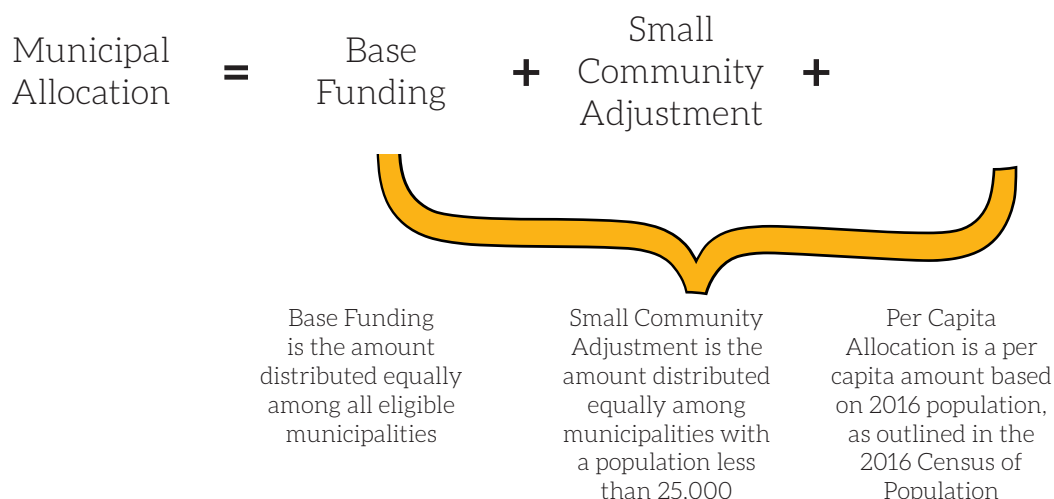 Municipal
Allocation
=
Base
Funding
+
Small
Community
Adjustment
+
Base Funding
is the amount
distributed equally
among all eligible
municipalities
Small Community
Adjustment is the
amount distributed
equally among
municipalities with
a population less
than 25,000
Per Capita
Allocation is a per
capita amount based
on 2016 population,
as outlined in the
2016 Census of
Population